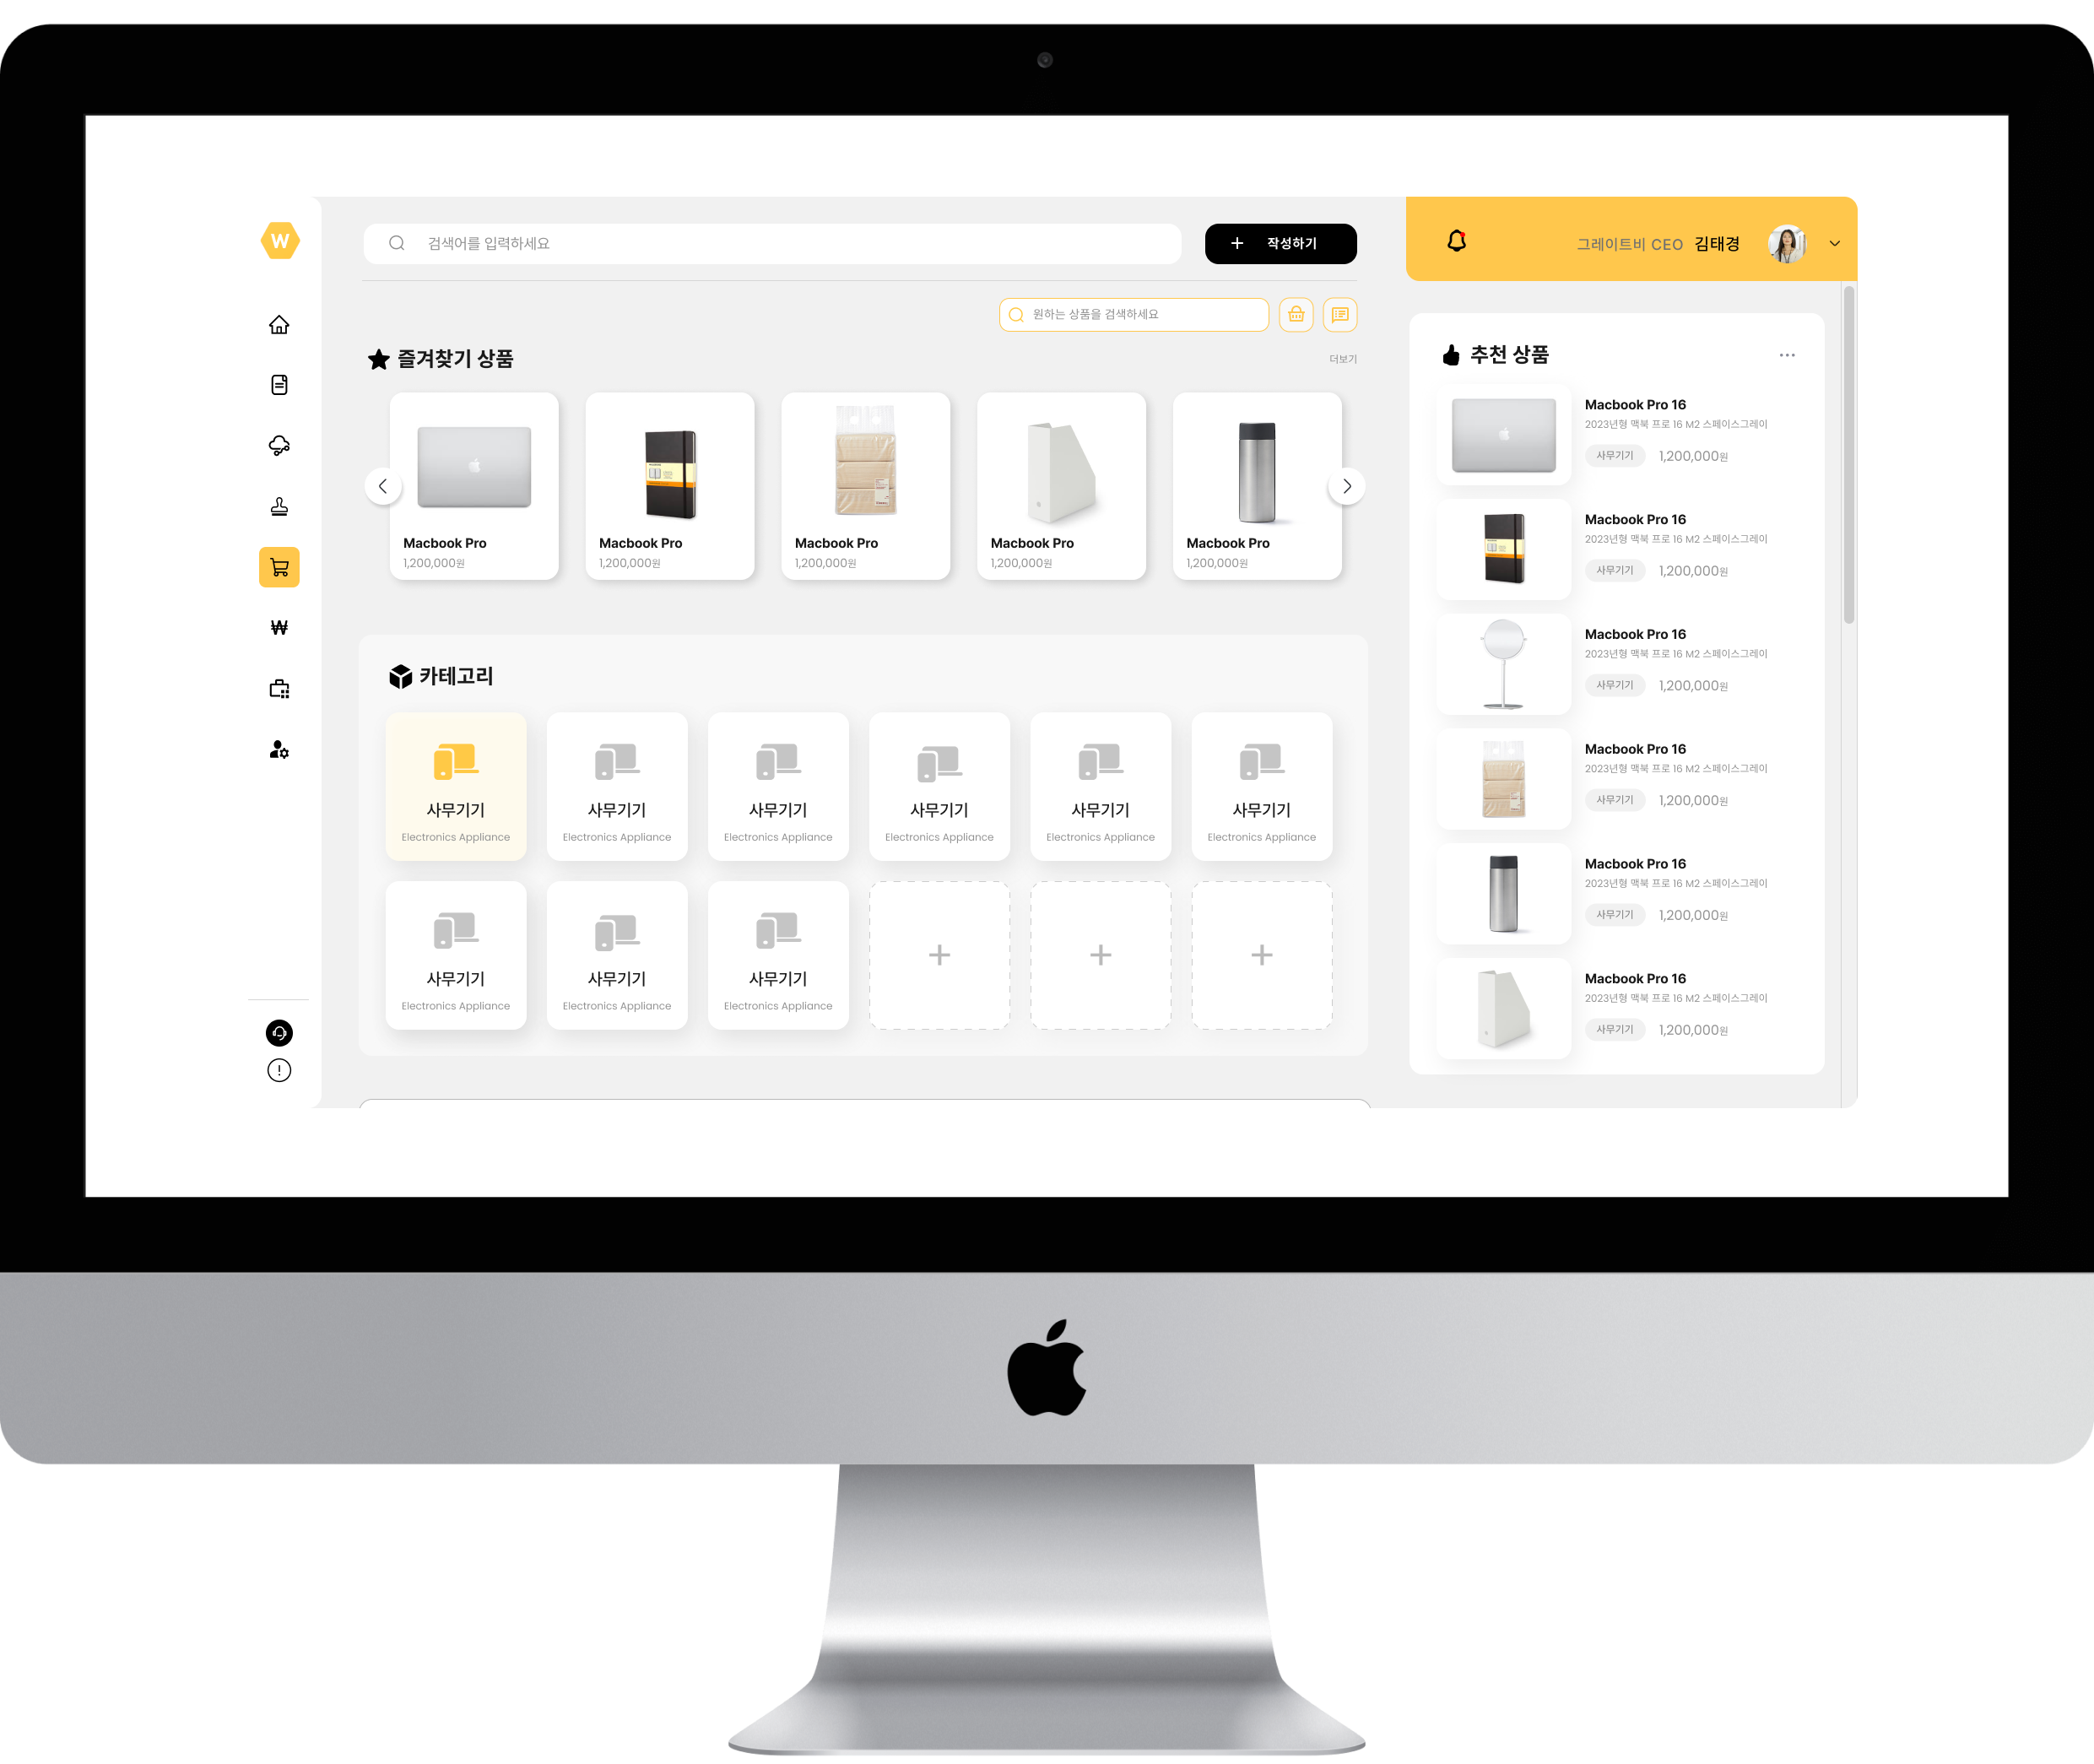 W
검색어를 입력하세요
작성하기
그레이트비 CEO 김태경
원하는 상품을 검색하세요
즐겨찾기 상품
더보기
Macbook Pro
1,200,000원
Macbook Pro
1,200,000원
Macbook Pro
1,200,000원
Macbook Pro
1,200,000원
Macbook Pro
1,200,000원
카테고리
사무기기
Electronics Appliance
사무기기
Electronics Appliance
사무기기
Electronics Appliance
사무기기
Electronics Appliance
사무기기
Electronics Appliance
사무기기
Electronics Appliance
사무기기
Electronics Appliance
사무기기
Electronics Appliance
사무기기
Electronics Appliance
추천 상품
Macbook Pro 16
2023년형 맥북 프로 16 M2 스페이스그레이
사무기기 1,200,000원
Macbook Pro 16
2023년형 맥북 프로 16 M2 스페이스그레이
사무기기 1,200,000원
Macbook Pro 16
2023년형 맥북 프로 16 M2 스페이스그레이
사무기기 1,200,000원
Macbook Pro 16
2023년형 맥북 프로 16 M2 스페이스그레이
사무기기 1,200,000원
Macbook Pro 16
2023년형 맥북 프로 16 M2 스페이스그레이
사무기기 1,200,000원
Macbook Pro 16
2023년형 맥북 프로 16 M2 스페이스그레이
사무기기 1,200,000원